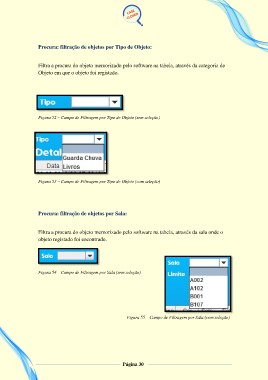 Procura: filtração de objetos por Tipo de Objeto:
Filtra a procura do objeto memorizado pelo software na tabela, através da categoria do
Objeto em que o objeto foi registado.
Tipo
Figura 52 – Campo de Filtragem por Tipo de Objeto (sem seleção)
Tipo
Detal
Guarda Chuva
Data
Livros
Figura 53 – Campo de Filtragem por Tipo de Objeto (com seleção)
Procura: filtração de objetos por Sala:
Filtra a procura do objeto memorizado pelo software na tabela, através da sala onde o
objeto registado foi encontrado.
Sala
Sala
Limite
A002
A102
B001
B107
Figura 54 – Campo de Filtragem por Sala (sem seleção)
Figura 55 – Campo de Filtragem por Sala (com seleção)
Página 30